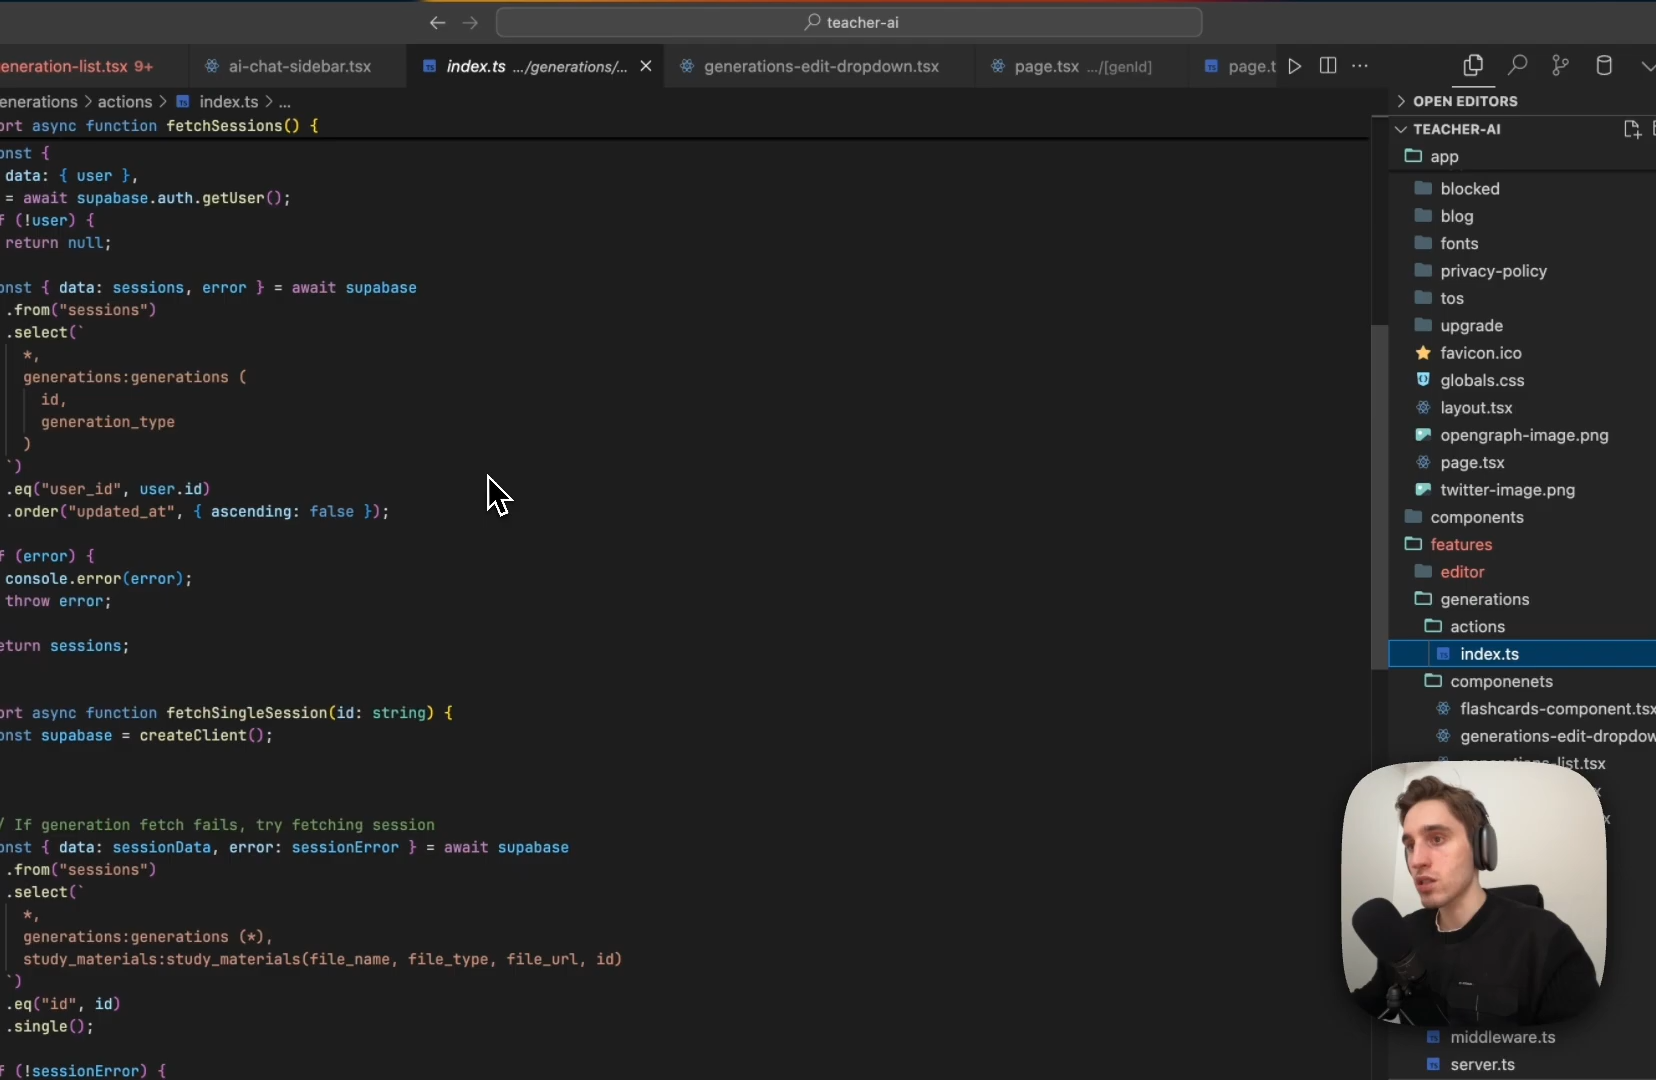 teacher-ai
eneration-list.tsx 9+
ai-chat-sidebar.tsx
index.ts .../generations/...
generations-edit-dropdown.tsx
page.tsx .../[genId]
page.t
enerations > actions > index.ts > ...
ort async function fetchSessions() {
onst {
data: { user },
= await supabase.auth.getUser();
f (!user) {
return null;
onst { data: sessions, error } = await supabase
.from("sessions")
.select(`
*,
generations:generations (
id,
generation_type
)
`)
.eq("user_id", user.id)
.order("updated_at", { ascending: false });
f (error) {
console.error(error);
throw error;
eturn sessions;
ort async function fetchSingleSession(id: string) {
onst supabase = createClient();
/ If generation fetch fails, try fetching session
onst { data: sessionData, error: sessionError } = await supabase
.from("sessions")
.select(`
*,
generations:generations (*),
study_materials:study_materials(file_name, file_type, file_url, id)
`)
.eq("id", id)
.single();
f (!sessionError) {
OPEN EDITORS
TEACHER-AI
app
blocked
blog
fonts
privacy-policy
tos
upgrade
favicon.ico
globals.css
layout.tsx
opengraph-image.png
page.tsx
twitter-image.png
components
features
editor
generations
actions
index.ts
componenets
flashcards-component.tsx
generations-edit-dropdow
generations-list.tsx
middleware.ts
server.ts